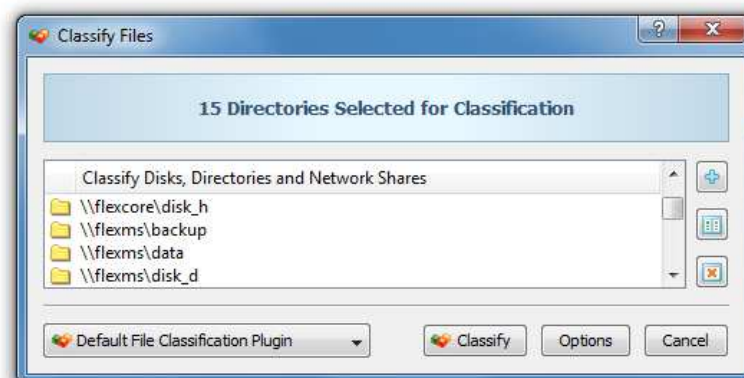 Classify Files
15 Directories Selected for Classification
Classify Disks, Directories and Network Shares
\\flexcore\disk_h
\\flexms\backup
\\flexms\data
\\flexms\disk_d
Default File Classification Plugin
Classify
Options
Cancel